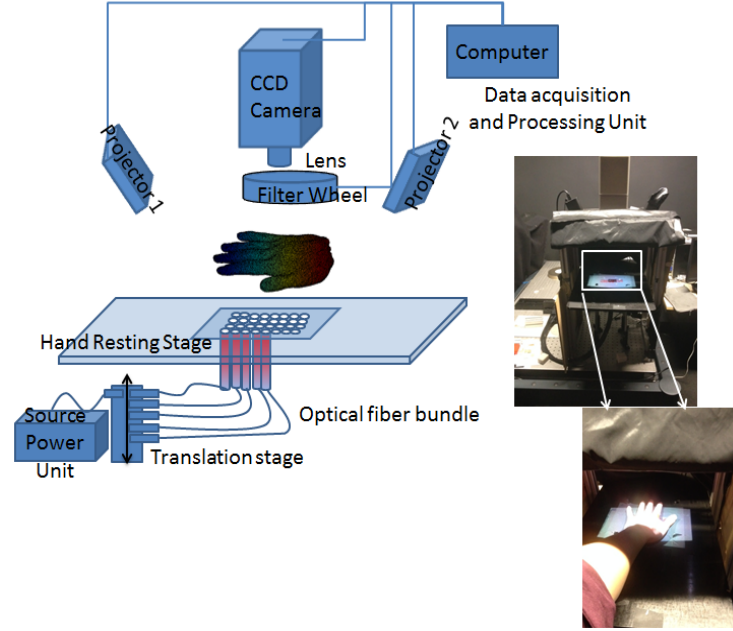 Computer
CCD
Camera
Data acquisition
and Processing Unit
Projector 1
Projector 2
Lens
Filter Wheel
Hand Resting Stage
Source
Power
Unit
Optical fiber bundle
Translation stage